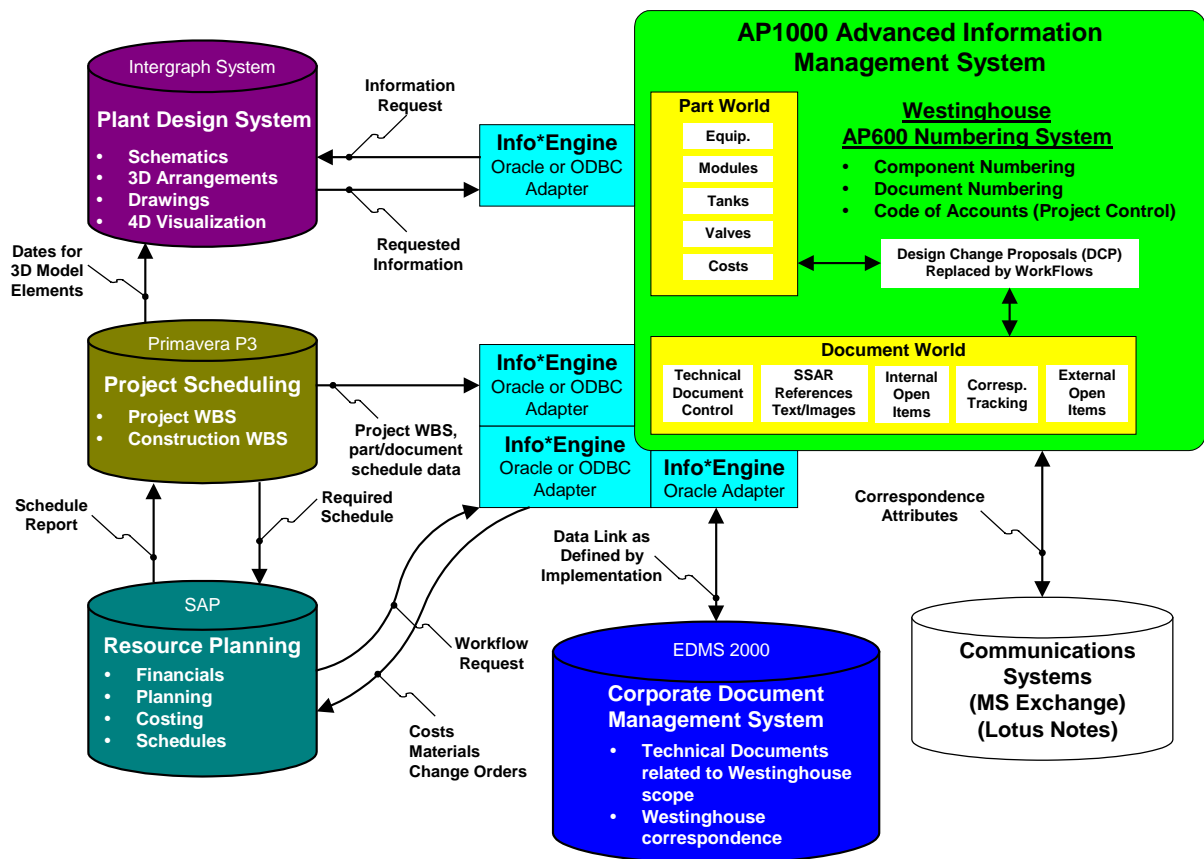 AP1000 Advanced Information
Management System
Intergraph System
Plant Design System
• Schematics
• 3D Arrangements
• Drawings
• 4D Visualization
Information
Request
Requested
Information
Info*Engine
Oracle or ODBC
Adapter
Part World
Equip.
Modules
Tanks
Valves
Costs
Westinghouse
AP600 Numbering System
• Component Numbering
• Document Numbering
• Code of Accounts (Project Control)
Design Change Proposals (DCP)
Replaced by WorkFlows
Document World
Technical
Document
Control
SSAR
References
Text/Images
Internal
Open
Items
Corresp.
Tracking
External
Open
Items
Dates for
3D Model
Elements
Primavera P3
Project Scheduling
• Project WBS
• Construction WBS
Project WBS,
part/document
schedule data
Info*Engine
Oracle or ODBC
Adapter
Info*Engine
Oracle or ODBC
Adapter
Info*Engine
Oracle Adapter
Schedule
Report
Required
Schedule
Data Link as
Defined by
Implementation
Correspondence
Attributes
SAP
Resource Planning
• Financials
• Planning
• Costing
• Schedules
Workflow
Request
Costs
Materials
Change Orders
EDMS 2000
Corporate Document
Management System
• Technical Documents
related to Westinghouse
scope
• Westinghouse
correspondence
Communications
Systems
(MS Exchange)
(Lotus Notes)